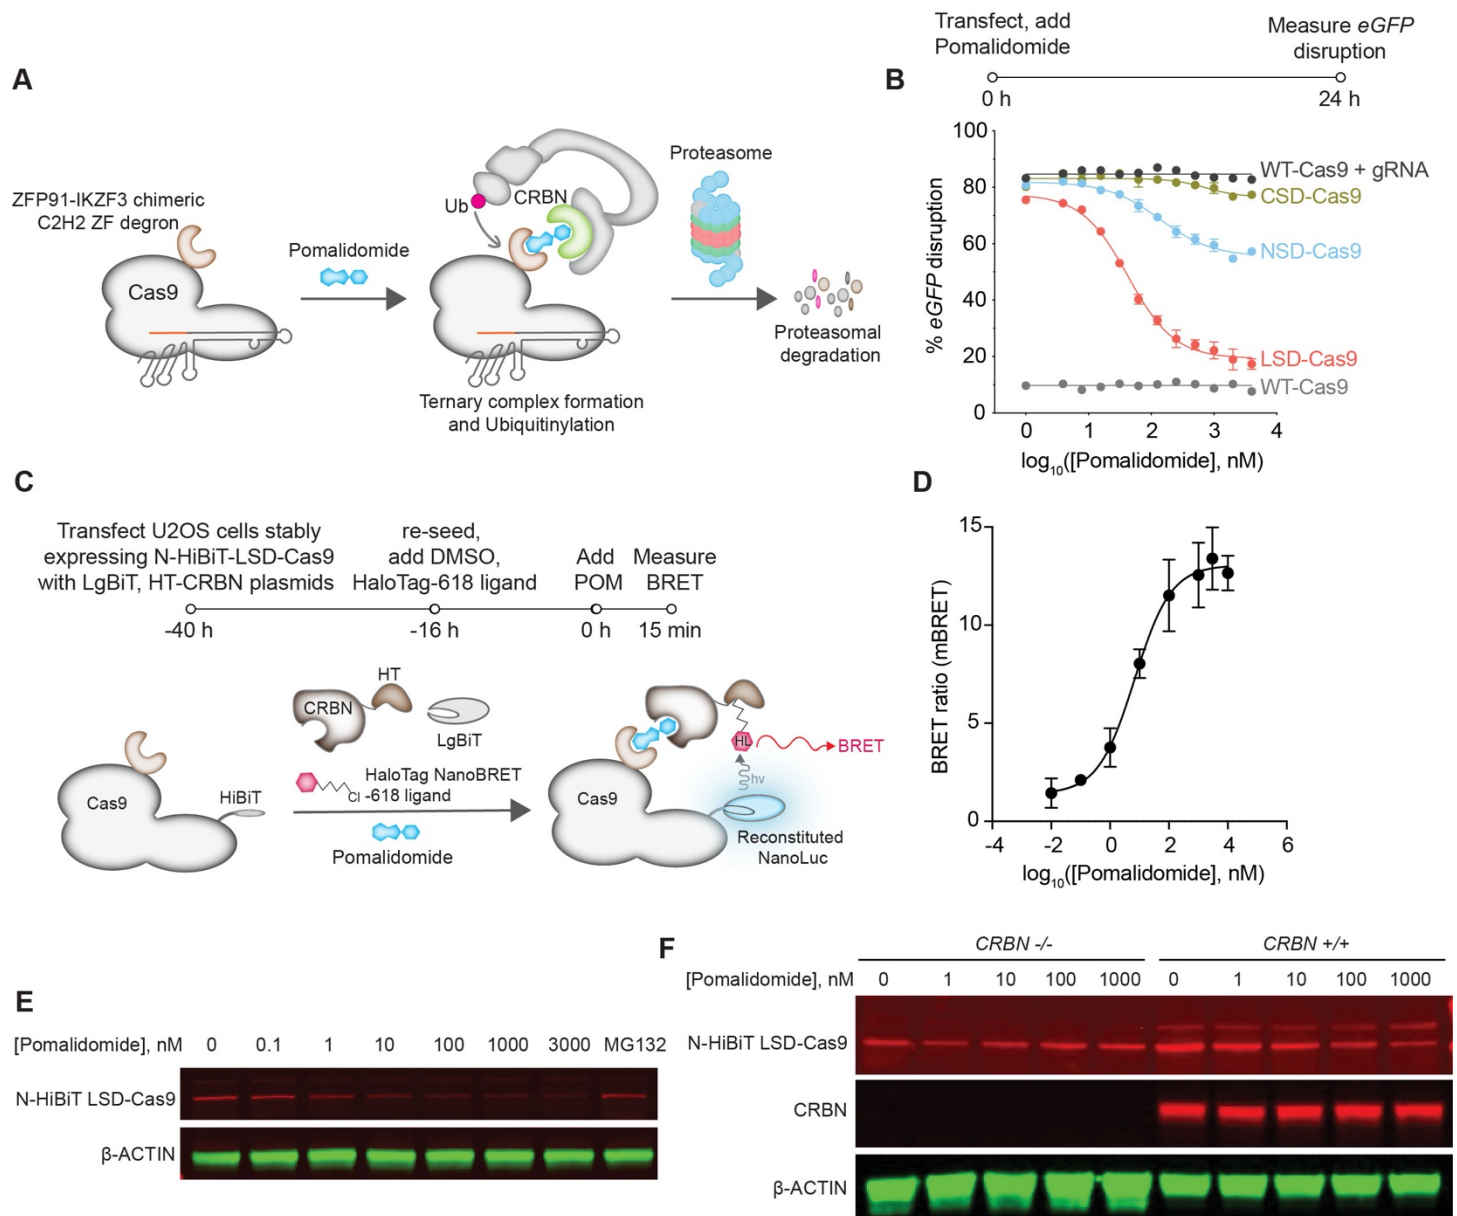 A
ZFP91-IKZF3 chimeric
C2H2 ZF degron
Cas9
Pomalidomide
Ub
CRBN
Ternary complex formation
and Ubiquitinylation
Proteasome
Proteasomal
degradation
B
Transfect, add
Pomalidomide
Measure eGFP
disruption
0 h
24 h
% eGFP disruption
100
80
60
40
20
0
WT-Cas9 + gRNA
CSD-Cas9
NSD-Cas9
LSD-Cas9
WT-Cas9
0 1 2 3 4
log10([Pomalidomide], nM)
C
Transfect U2OS cells stably
expressing N-HiBiT-LSD-Cas9
with LgBiT, HT-CRBN plasmids
re-seed,
add DMSO,
HaloTag-618 ligand
Add
POM
Measure
BRET
-40 h
-16 h
0 h
15 min
Cas9
HiBiT
CRBN
HT
LgBiT
HaloTag NanoBRET
-618 ligand
Cl
Pomalidomide
Cas9
HL
BRET
hv
Reconstituted
NanoLuc
D
BRET ratio (mBRET)
15
10
5
0
-4 -2 0 2 4 6
log10([Pomalidomide], nM)
E
[Pomalidomide], nM 0 0.1 1 10 100 1000 3000 MG132
N-HiBiT LSD-Cas9
β-ACTIN
F
CRBN -/- CRBN +/+
[Pomalidomide], nM 0 1 10 100 1000 0 1 10 100 1000
N-HiBiT LSD-Cas9
CRBN
β-ACTIN